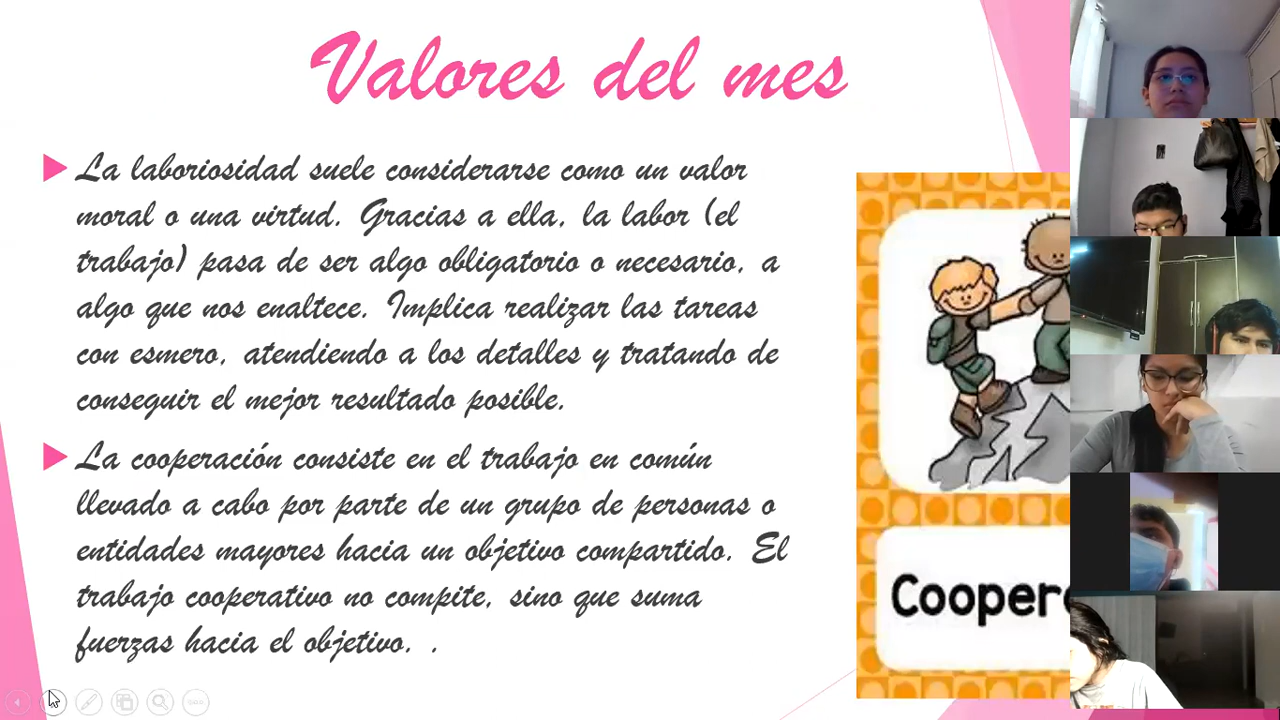 Valores del mes
La laboriosidad suele considerarse como un valor
moral o una virtud. Gracias a ella, la labor (el
trabajo) pasa de ser algo obligatorio o necesario, a
algo que nos enaltece. Implica realizar las tareas
con esmero, atendiendo a los detalles y tratando de
conseguir el mejor resultado posible.
La cooperación consiste en el trabajo en común
llevado a cabo por parte de un grupo de personas o
entidades mayores hacia un objetivo compartido. El
trabajo cooperativo no compite, sino que suma
fuerzas hacia el objetivo. .
Cooper